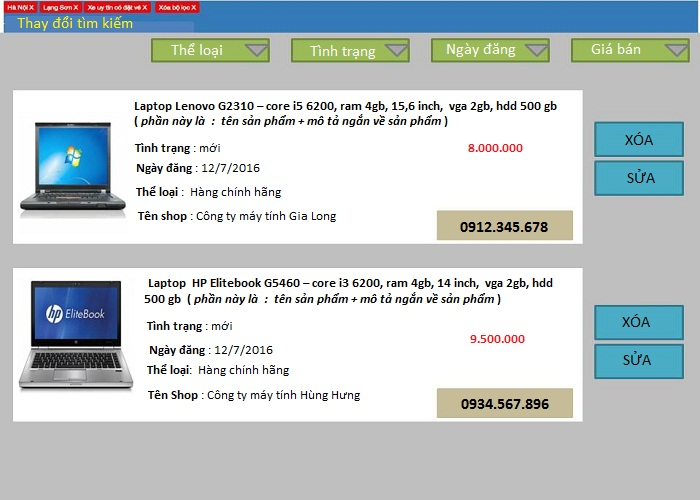 Hà Nội X Lạng Sơn X Xe uy tín có đặt vé X Xóa bộ lọc X
Thay đổi tìm kiếm
Thể loại Tình trạng Ngày đăng Giá bán
Laptop Lenovo G2310 – core i5 6200, ram 4gb, 15,6 inch, vga 2gb, hdd 500 gb
( phần này là : tên sản phẩm + mô tả ngắn về sản phẩm )
Tình trạng : mới
8.000.000
Ngày đăng : 12/7/2016
Thể loại : Hàng chính hãng
Tên shop : Công ty máy tính Gia Long
0912.345.678
XÓA
SỬA
Laptop HP Elitebook G5460 – core i3 6200, ram 4gb, 14 inch, vga 2gb, hdd
500 gb ( phần này là : tên sản phẩm + mô tả ngắn về sản phẩm )
hp EliteBook
Tình trạng : mới
9.500.000
Ngày đăng : 12/7/2016
Thể loại: Hàng chính hãng
Tên Shop : Công ty máy tính Hùng Hưng
0934.567.896
XÓA
SỬA